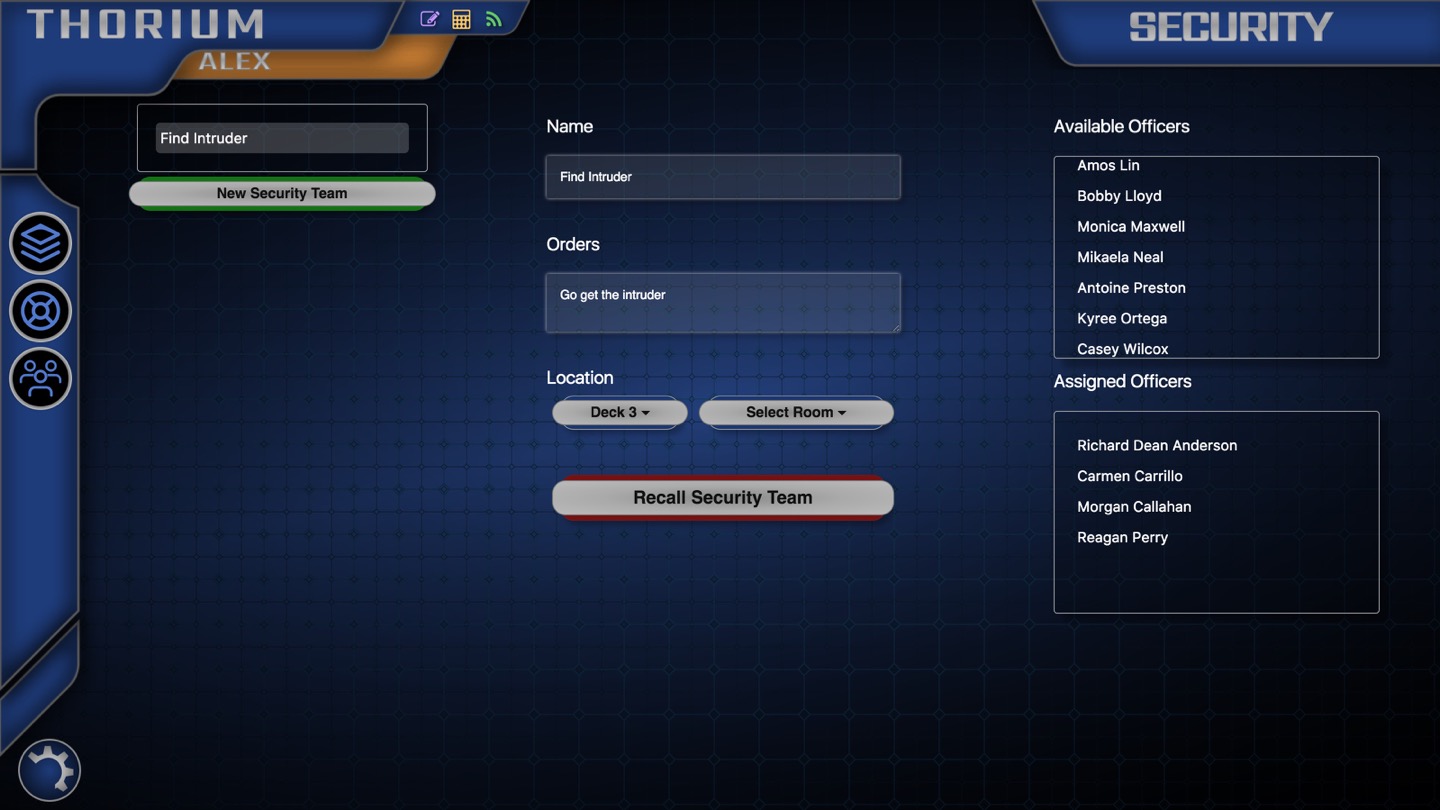 THORIUM
ALEX
SECURITY
Find Intruder
New Security Team
Name
Find Intruder
Orders
Go get the intruder
Location
Deck 3
Select Room
Recall Security Team
Available Officers
Amos Lin
Bobby Lloyd
Monica Maxwell
Mikaela Neal
Antoine Preston
Kyree Ortega
Casey Wilcox
Assigned Officers
Richard Dean Anderson
Carmen Carrillo
Morgan Callahan
Reagan Perry